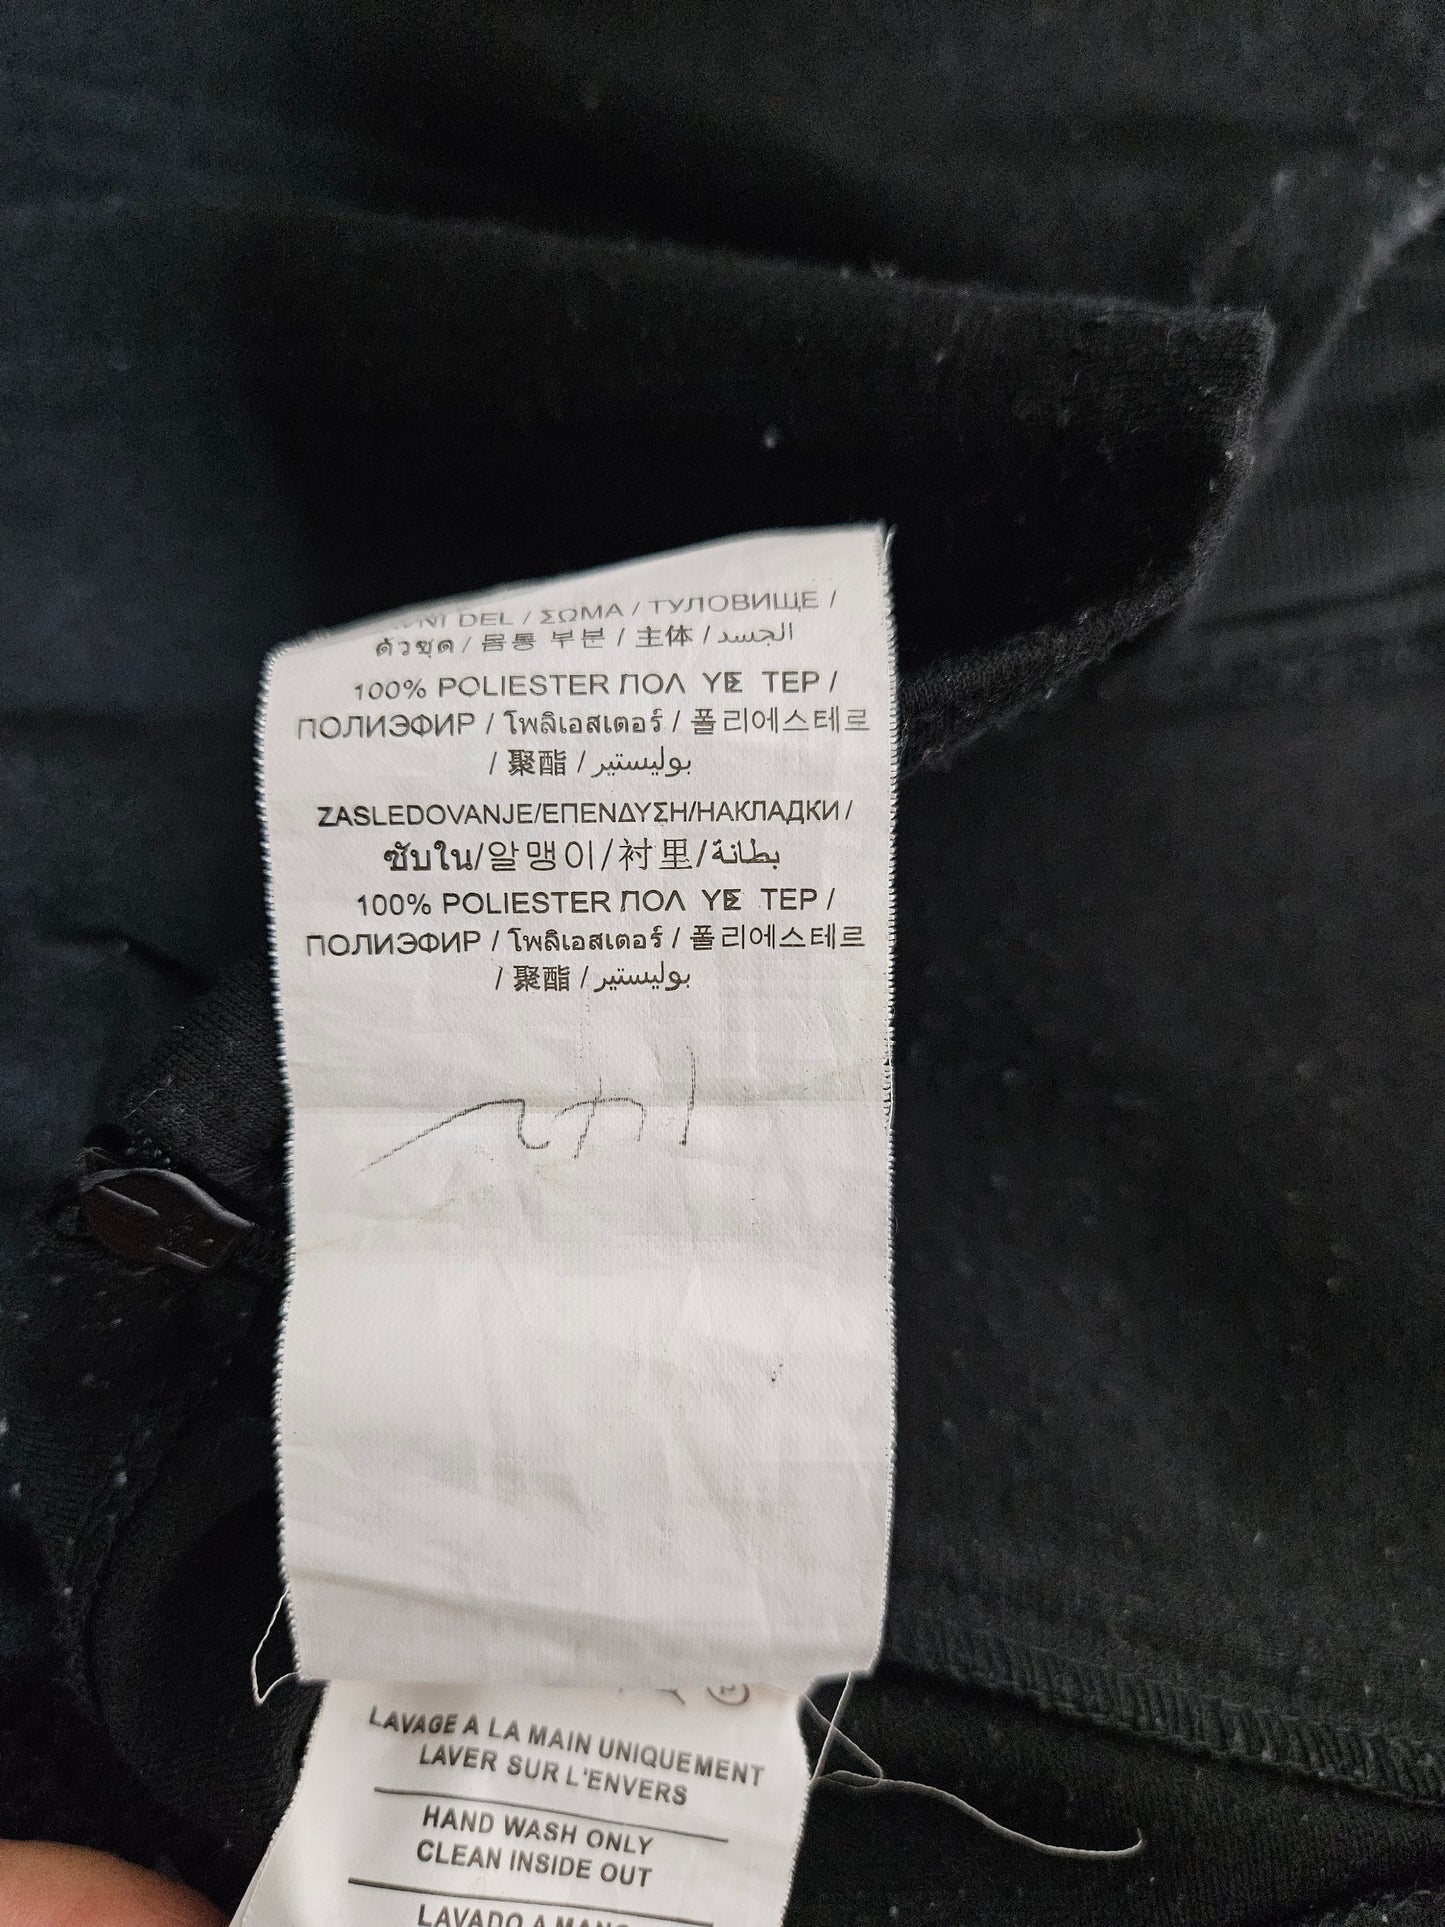 DEL / ΣΩΜΑ / ТУЛОВИЩЕ /
ตัวชุด / 몸통 부분 / 主体 / الجسد
100% POLIESTER ΠΟΛ ΥΕΣ ΤΕΡ /
ПОЛИЭФИР / โพลิเอสเตอร์ / 폴리에스테르
/ 聚酯 / بوليستير
ZASLEDOVANJE/ΕΠΕΝΔΥΣΗ/НАКЛАДКИ /
ซับใน/알맹이/衬里/بطانة
100% POLIESTER ΠΟΛ ΥΕΣ ΤΕΡ /
ПОЛИЭФИР / โพลิเอสเตอร์ / 폴리에스테르
/ 聚酯 / بوليستير
LAVAGE A LA MAIN UNIQUEMENT
LAVER SUR L'ENVERS
HAND WASH ONLY
CLEAN INSIDE OUT
LAVADO A